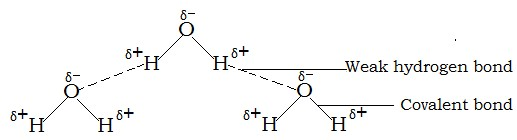 δ−
O
δ+ H H δ+
Weak hydrogen bond
δ− δ−
O O
Covalent bond
δ+ H H δ+ δ+ H H δ+